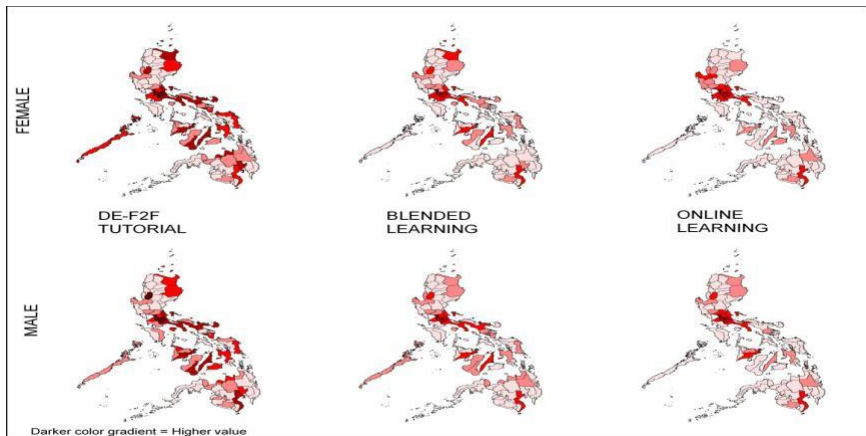 FEMALE
DE-F2F
TUTORIAL
BLENDED
LEARNING
ONLINE
LEARNING
MALE
Darker color gradient = Higher value